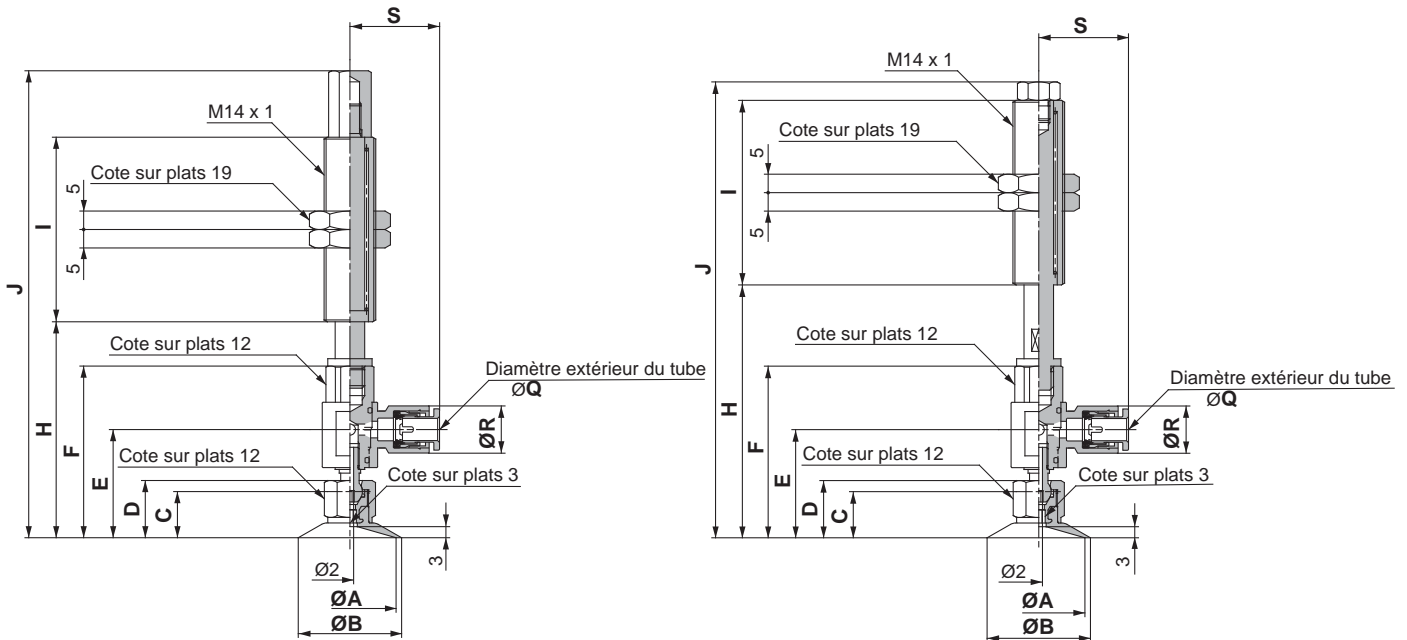 S
M14 x 1
Cote sur plats 19
5
5
I
J
Cote sur plats 12
H
F
E
Cote sur plats 12
D
C
Diamètre extérieur du tube
ØQ
ØR
Cote sur plats 3
3
Ø2
ØA
ØB
S
M14 x 1
Cote sur plats 19
5
5
I
J
Cote sur plats 12
H
F
E
Cote sur plats 12
D
C
Diamètre extérieur du tube
ØQ
ØR
Cote sur plats 3
3
Ø2
ØA
ØB